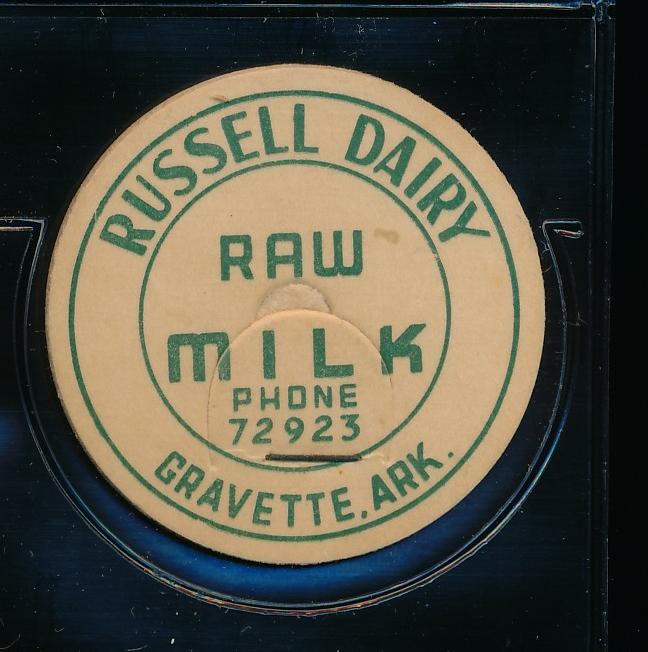 RUSSELL DAIRY
RAW
MILK
PHONE
72923
GRAVETTE, ARK.